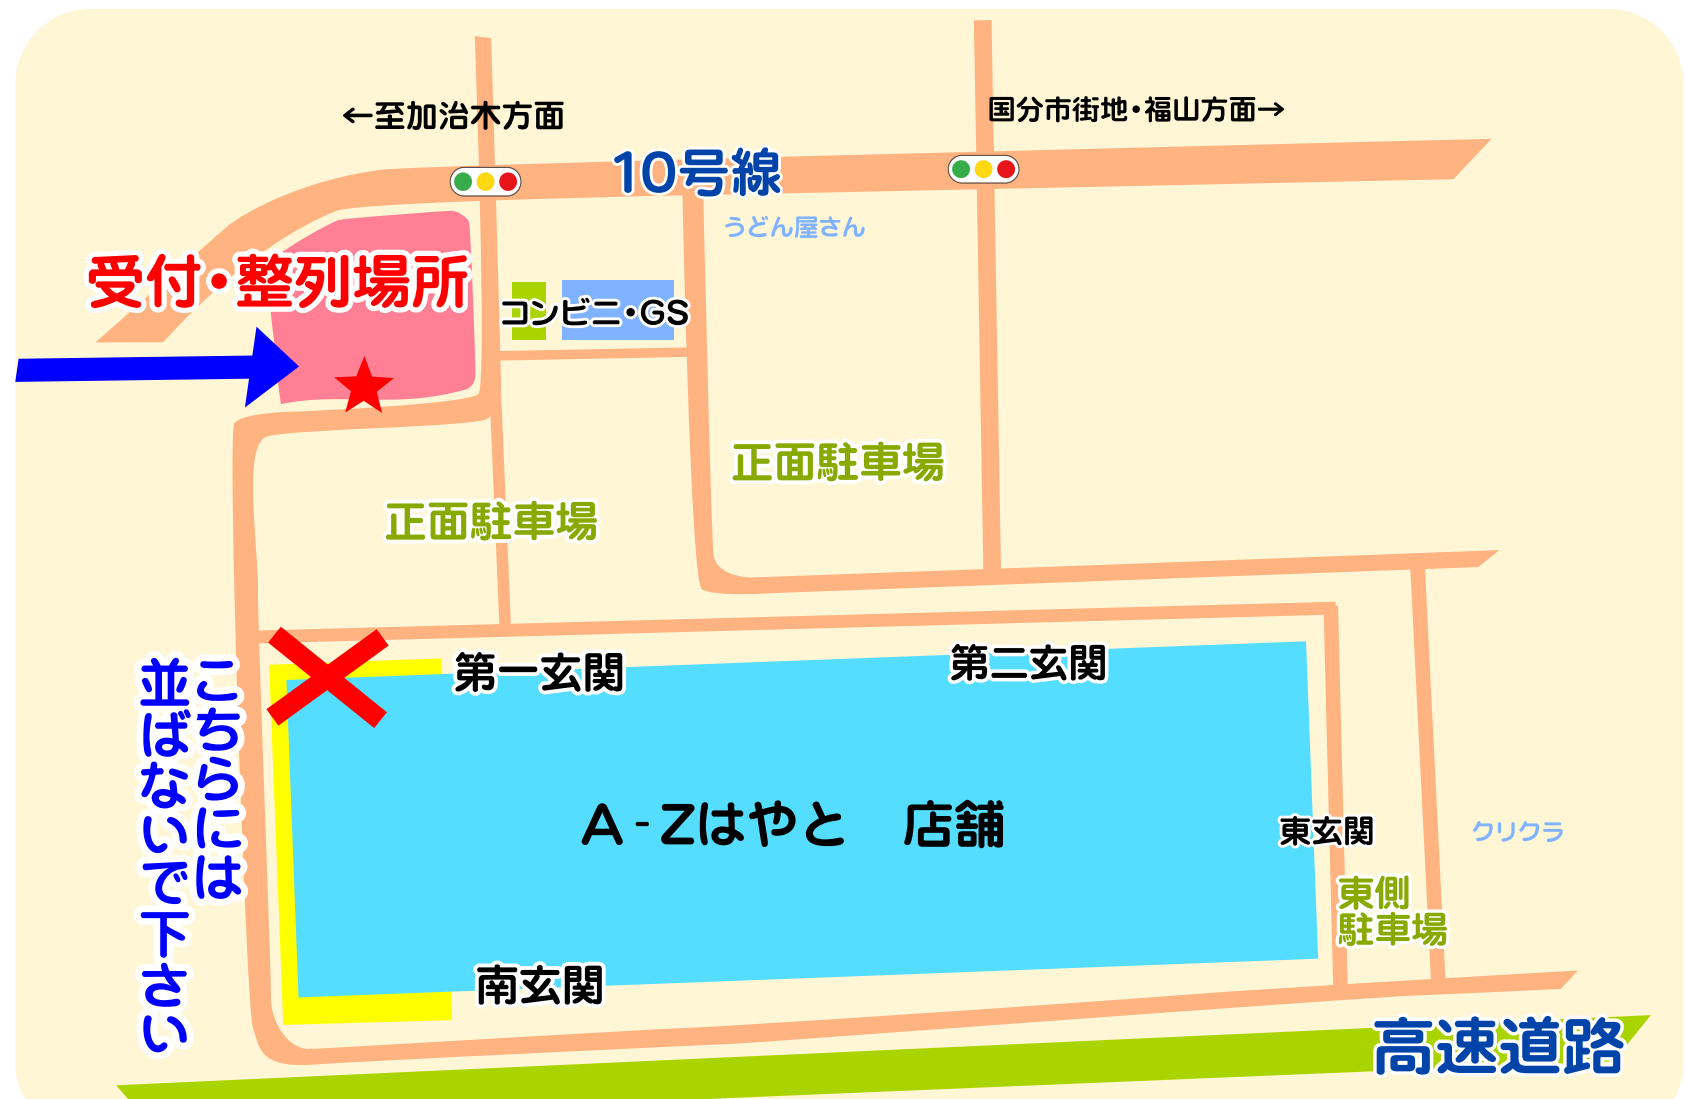 ←至加治木方面
国分市街地・福山方面→
10号線
うどん屋さん
受付・整列場所
コンビニ・GS
正面駐車場
正面駐車場
第一玄関
第二玄関
こちらには
並ばないで下さい
A-Zはやと　店舗
東玄関
クリクラ
東側
駐車場
南玄関
高速道路